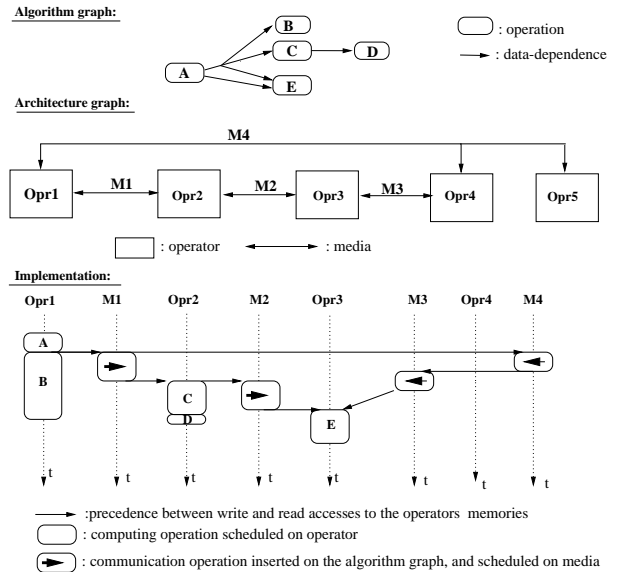 Algorithm graph:
B
: operation
C
D
A
: data-dependence
E
Architecture graph:
M4
Opr1
M1
Opr2
M2
Opr3
M3
Opr4
Opr5
: operator
: media
Implementation:
Opr1 M1 Opr2 M2 Opr3 M3 Opr4 M4
A
B
C
D
E
t t t t t t t t
:precedence between write and read accesses to the operators memories
: computing operation scheduled on operator
: communication operation inserted on the algorithm graph, and scheduled on media